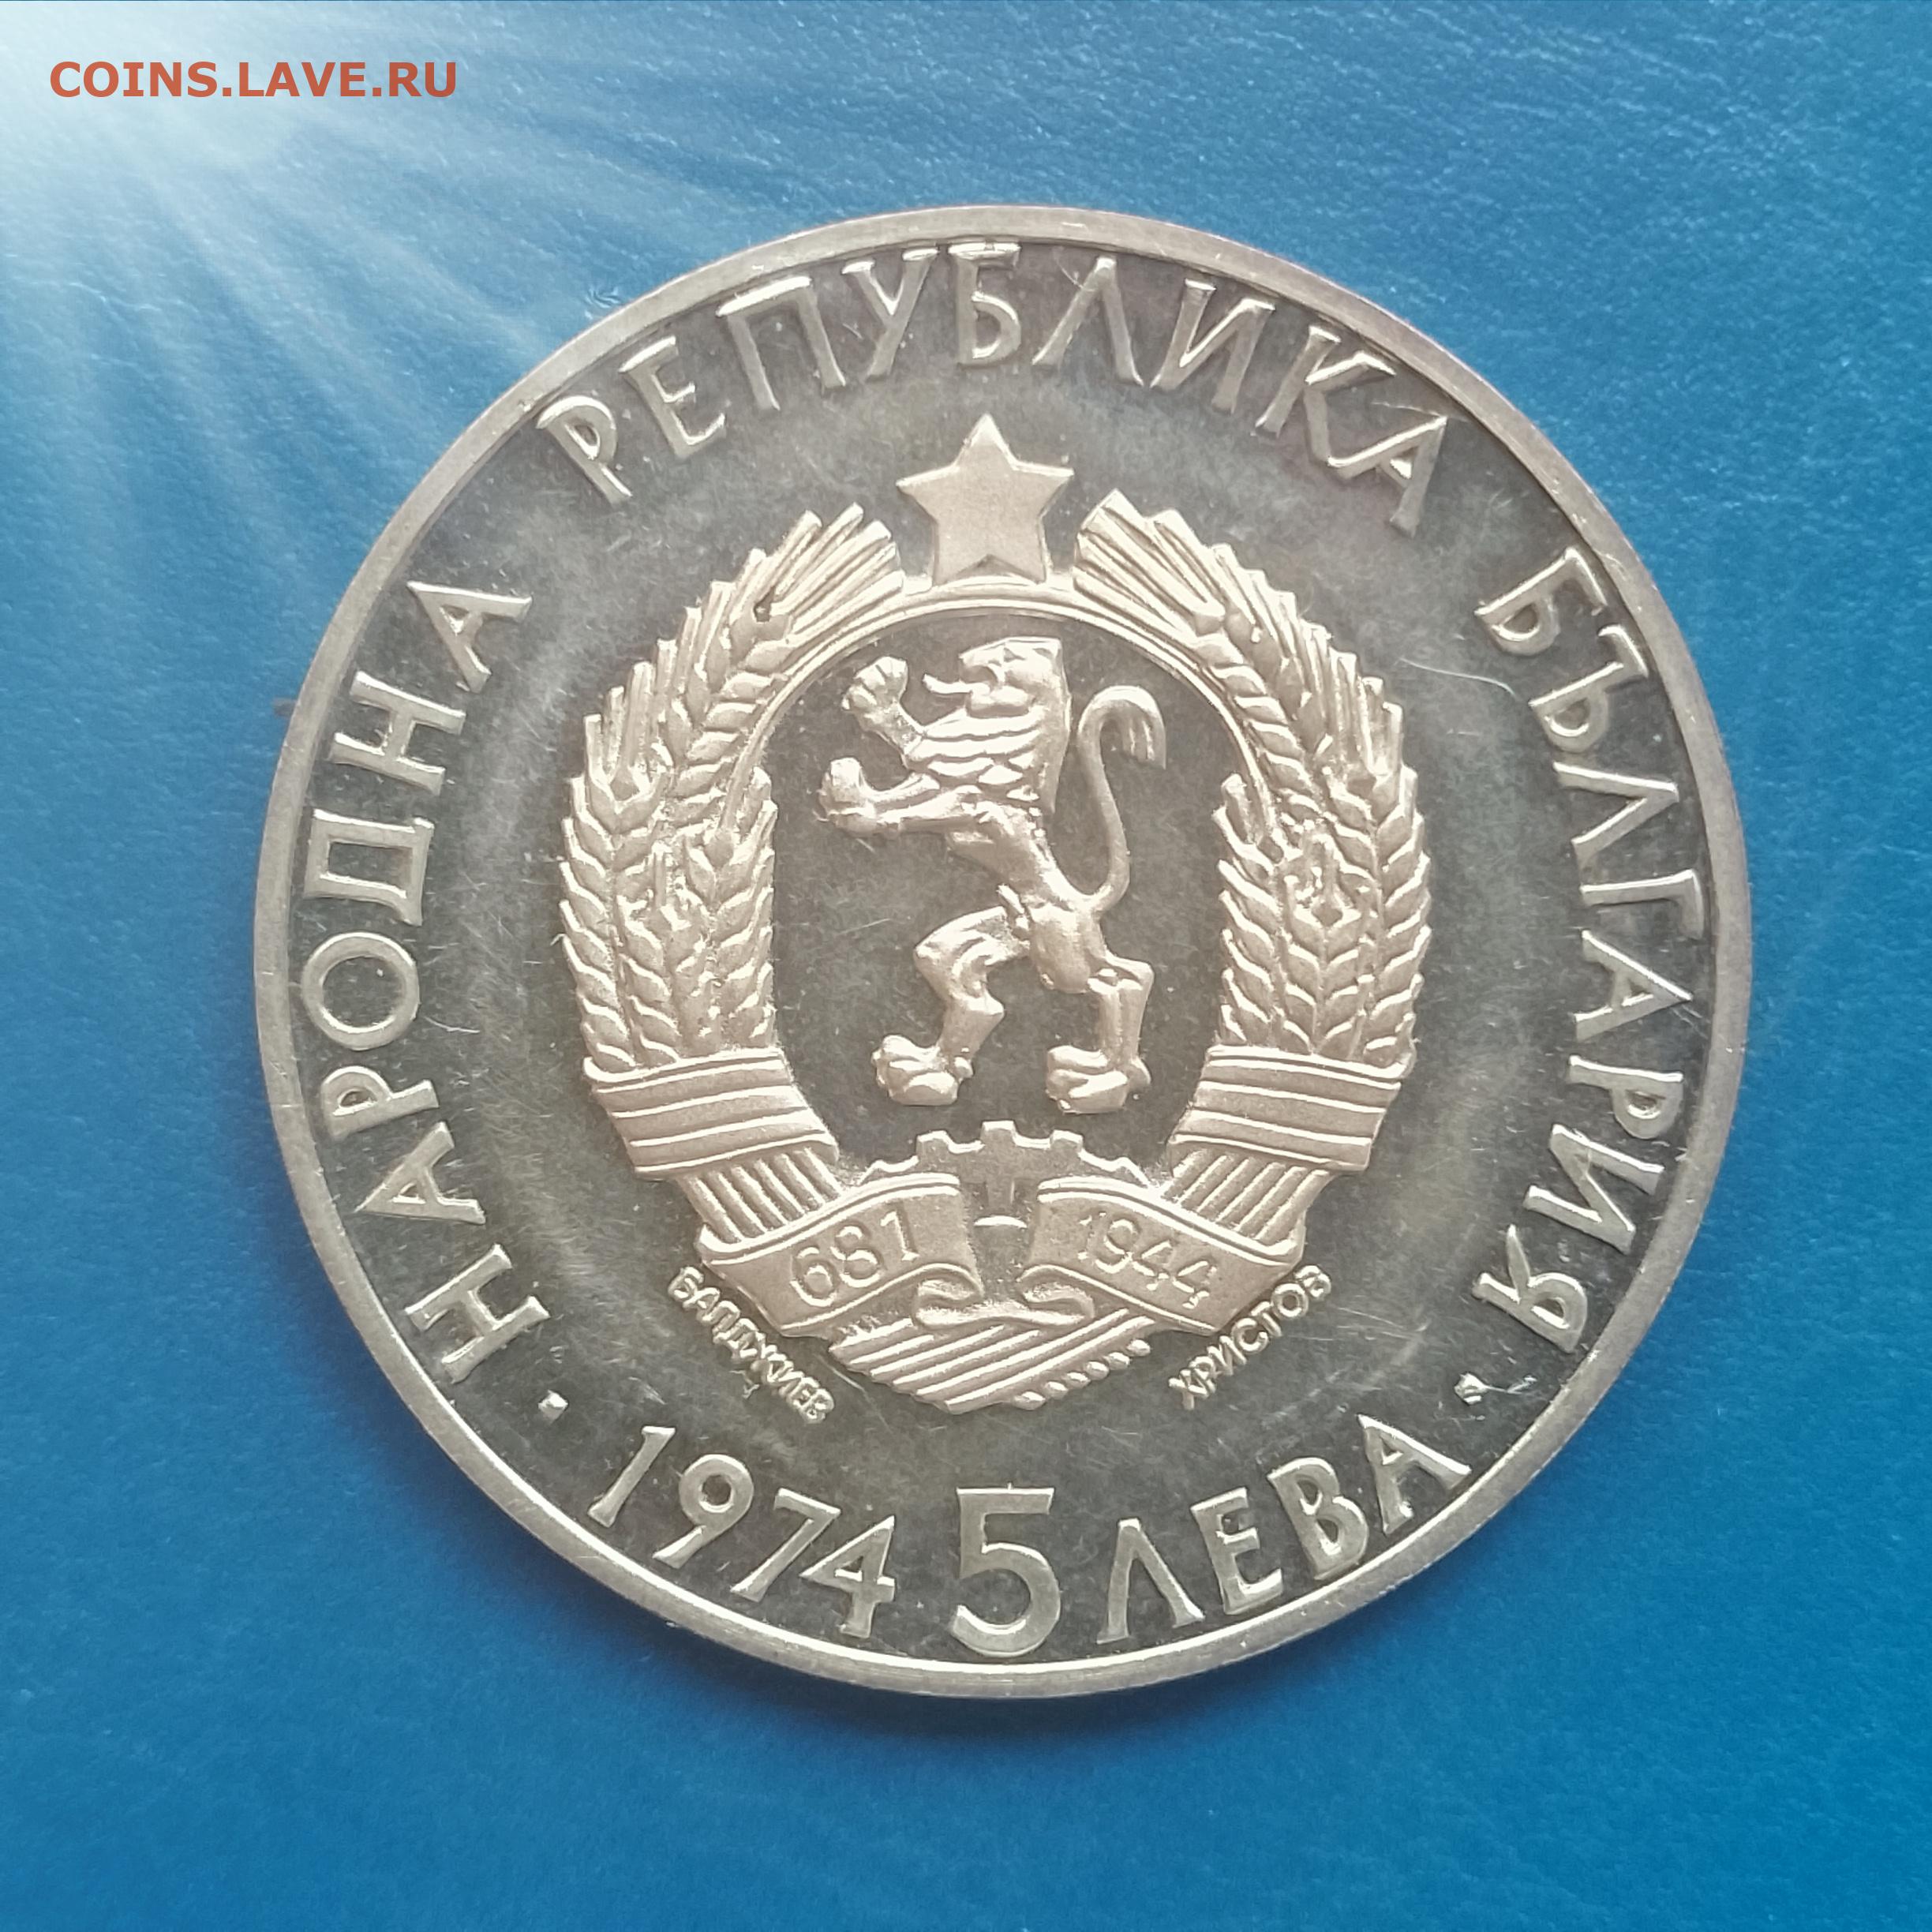 COINS.LAVE.RU
НАРОДНА РЕПУБЛИКА БЪЛГАРИЯ
681 1944
БАЛДЖИЕВ ХРИСТОВ
· 1974 5 ЛЕВА ·